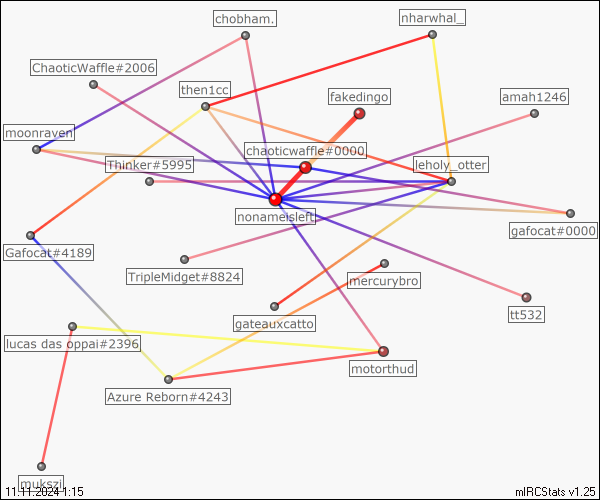 chobham.
nharwhal_
ChaoticWaffle#2006
then1cc
fakedingo
amah1246
moonraven
chaoticwaffle#0000
Thinker#5995
leholy_otter
nonameisleft
gafocat#0000
Gafocat#4189
TripleMidget#8824
mercurybro
gateauxcatto
tt532
lucas das oppai#2396
motorthud
Azure Reborn#4243
mukszi
11.11.2024 1:15
mIRCStats v1.25